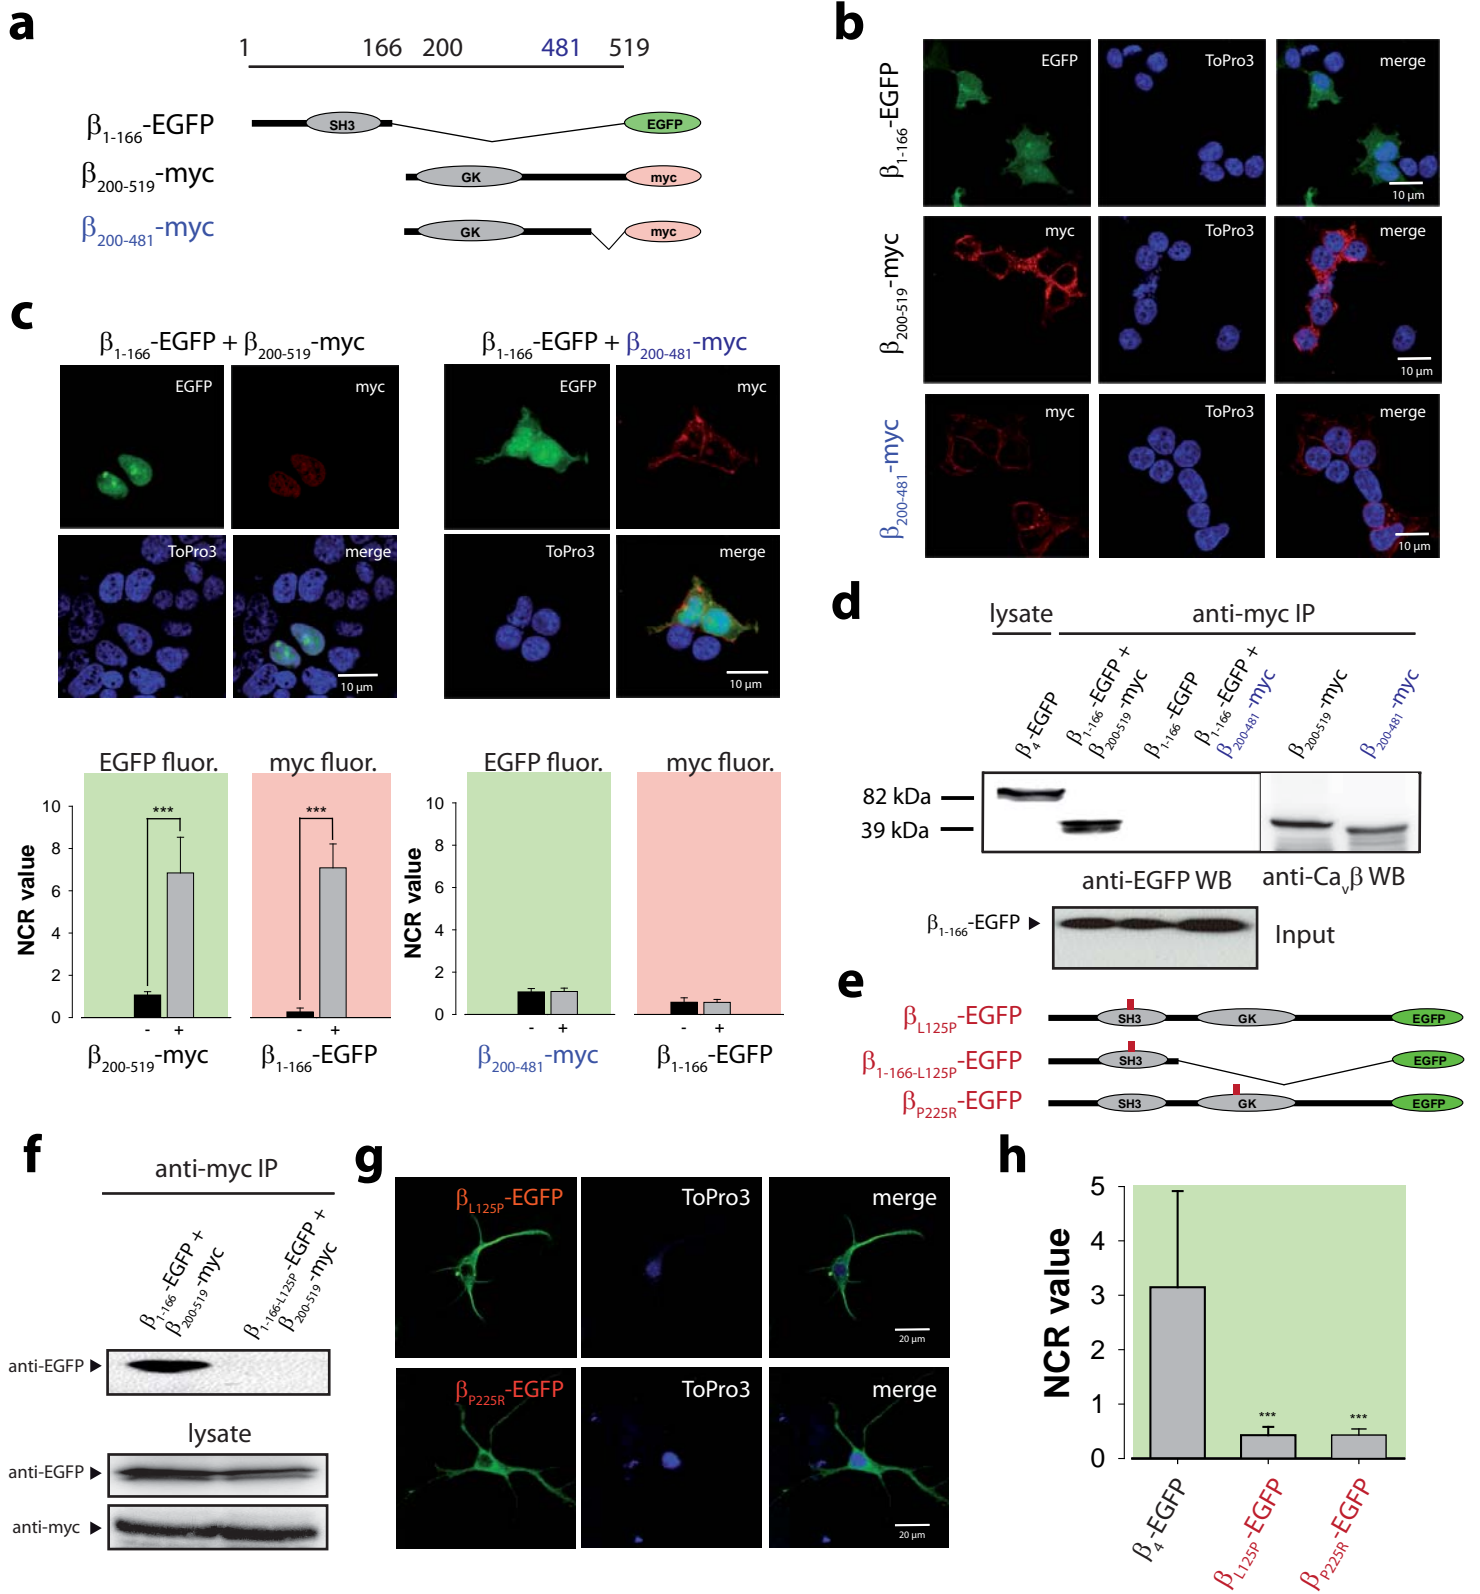 a
1 166 200 481 519
β1-166-EGFP
SH3
EGFP
β200-519-myc
GK
myc
β200-481-myc
GK
myc
b
β1-166-EGFP
EGFP
ToPro3
merge
10 µm
β200-519-myc
myc
ToPro3
merge
10 µm
β200-481-myc
myc
ToPro3
merge
10 µm
c
β1-166-EGFP + β200-519-myc
EGFP
myc
ToPro3
merge
10 µm
β1-166-EGFP + β200-481-myc
EGFP
myc
ToPro3
merge
10 µm
EGFP fluor.
myc fluor.
NCR value
10
8
6
4
2
0
***
***
- +
- +
β200-519-myc
β1-166-EGFP
EGFP fluor.
myc fluor.
NCR value
10
8
6
4
2
0
- +
- +
β200-481-myc
β1-166-EGFP
d
lysate
anti-myc IP
β4-EGFP
β1-166-EGFP +
β200-519-myc
β1-166-EGFP
β1-166-EGFP +
β200-481-myc
β200-519-myc
β200-481-myc
82 kDa
39 kDa
anti-EGFP WB
anti-Cavβ WB
β1-166-EGFP
Input
e
βL125P-EGFP
SH3
GK
EGFP
β1-166-L125P-EGFP
SH3
EGFP
βP225R-EGFP
SH3
GK
EGFP
f
anti-myc IP
β1-166-EGFP +
β200-519-myc
β1-166-L125P-EGFP +
β200-519-myc
anti-EGFP
lysate
anti-EGFP
anti-myc
g
βL125P-EGFP
ToPro3
merge
20 µm
βP225R-EGFP
ToPro3
merge
20 µm
h
NCR value
5
4
3
2
1
0
***
***
β4-EGFP
βL125P-EGFP
βP225R-EGFP